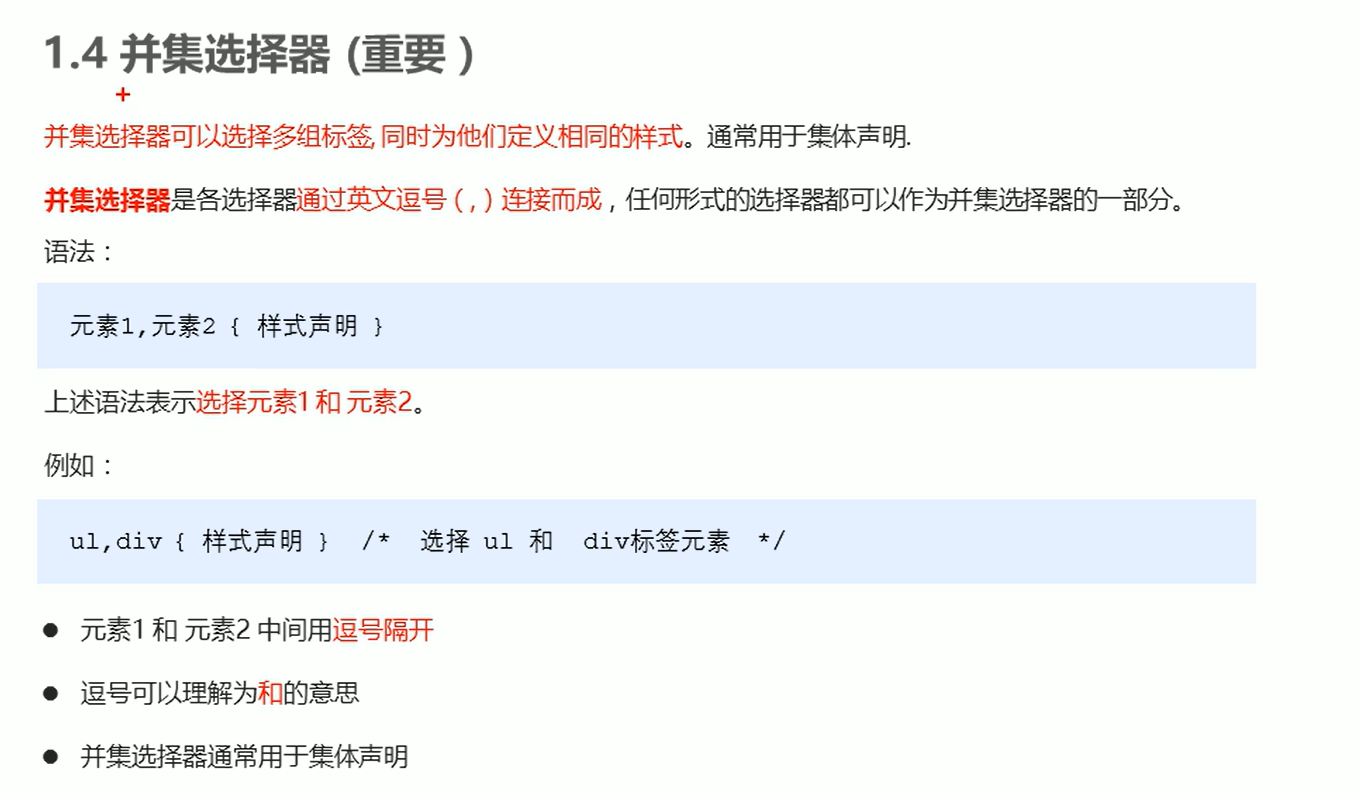 1.4 并集选择器 (重要 )
并集选择器可以选择多组标签, 同时为他们定义相同的样式。通常用于集体声明.
并集选择器是各选择器通过英文逗号 ( , ) 连接而成 , 任何形式的选择器都可以作为并集选择器的一部分。
语法 :
元素1,元素2 { 样式声明 }
上述语法表示选择元素1 和 元素2。
例如 :
ul,div { 样式声明 }  /*  选择 ul 和  div标签元素  */
● 元素1 和 元素2 中间用逗号隔开
● 逗号可以理解为和的意思
● 并集选择器通常用于集体声明